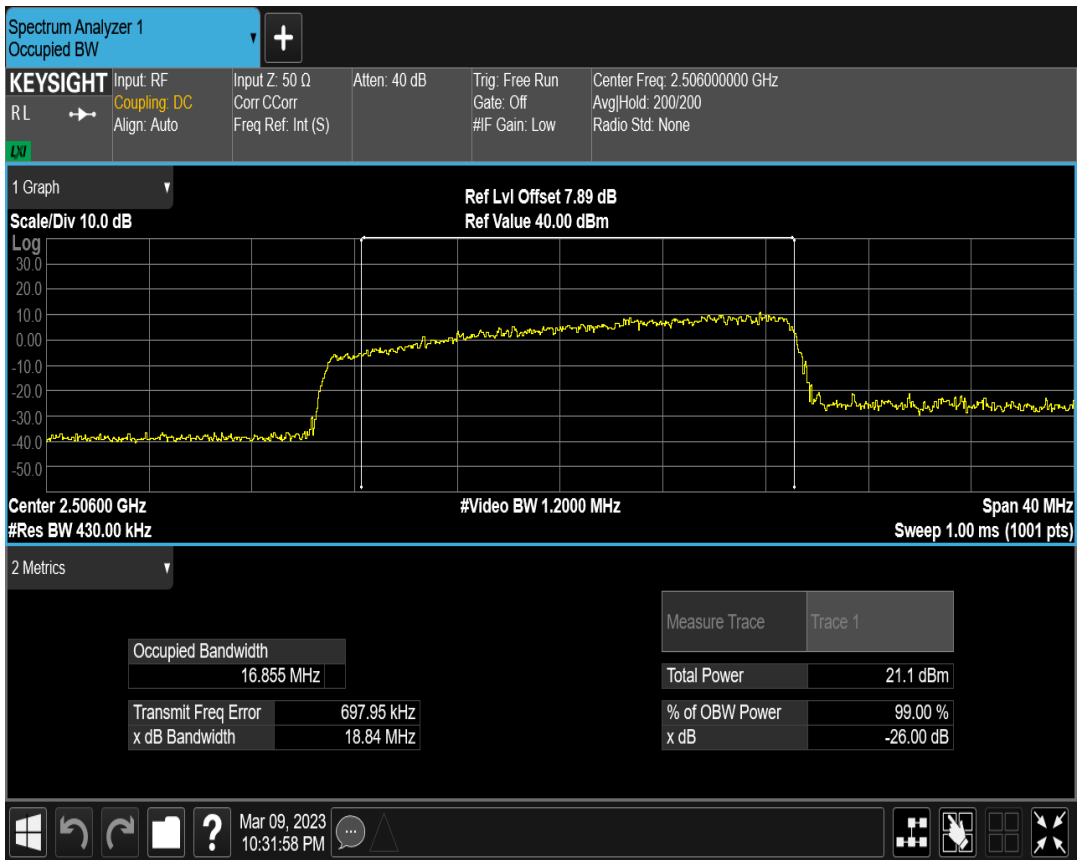 Spectrum Analyzer 1
Occupied BW
KEYSIGHT
RL
LXI
Input: RF
Coupling: DC
Align: Auto
Input Z: 50 Ω
Corr CCorr
Freq Ref: Int (S)
Atten: 40 dB
Trig: Free Run
Gate: Off
#IF Gain: Low
Center Freq: 2.506000000 GHz
Avg|Hold: 200/200
Radio Std: None
1 Graph
Scale/Div 10.0 dB
Ref Lvl Offset 7.89 dB
Ref Value 40.00 dBm
Log
30.0
20.0
10.0
0.00
-10.0
-20.0
-30.0
-40.0
-50.0
Center 2.50600 GHz
#Video BW 1.2000 MHz
Span 40 MHz
#Res BW 430.00 kHz
Sweep 1.00 ms (1001 pts)
2 Metrics
Measure Trace Trace 1
Occupied Bandwidth
16.855 MHz
Total Power 21.1 dBm
Transmit Freq Error 697.95 kHz
% of OBW Power 99.00 %
x dB Bandwidth 18.84 MHz
x dB -26.00 dB
?
Mar 09, 2023
10:31:58 PM